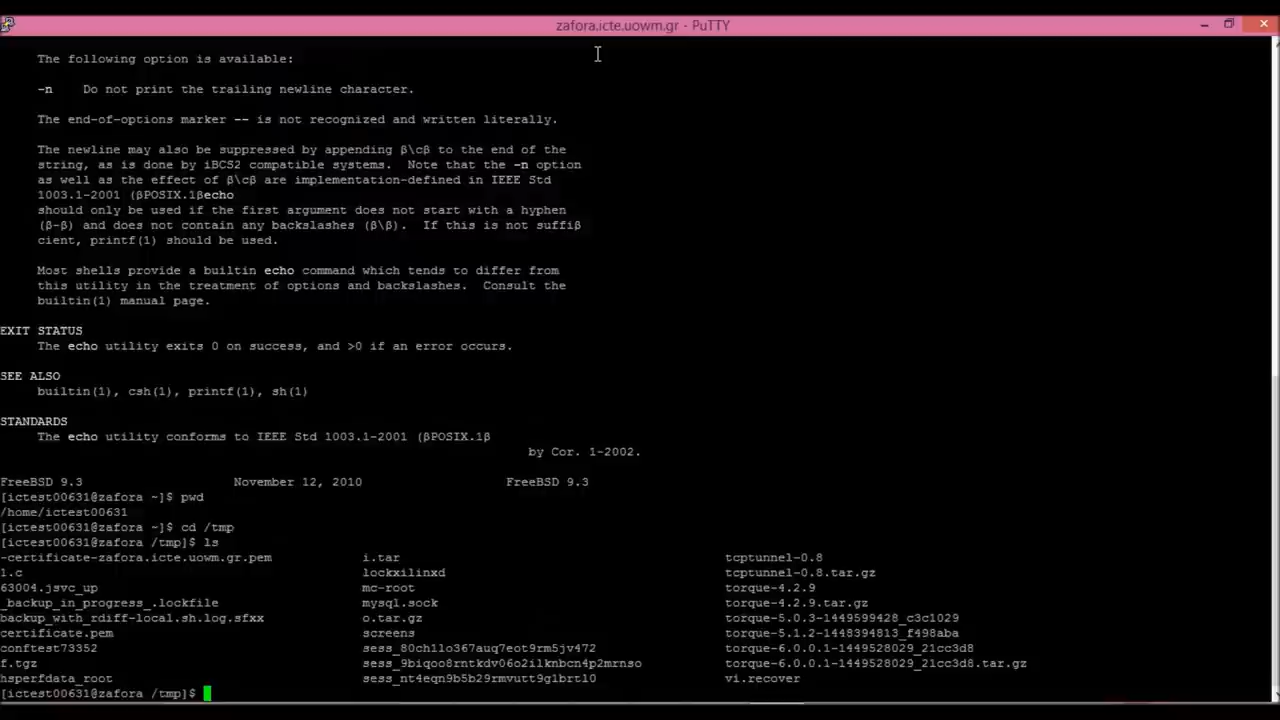 zafora.icte.uowm.gr - PuTTY
The following option is available:
-n Do not print the trailing newline character.
The end-of-options marker -- is not recognized and written literally.
The newline may also be suppressed by appending β\cβ to the end of the
string, as is done by iBCS2 compatible systems. Note that the -n option
as well as the effect of β\cβ are implementation-defined in IEEE Std
1003.1-2001 (βPOSIX.1βecho
should only be used if the first argument does not start with a hyphen
(β-β) and does not contain any backslashes (β\β). If this is not suffiβ
cient, printf(1) should be used.
Most shells provide a builtin echo command which tends to differ from
this utility in the treatment of options and backslashes. Consult the
builtin(1) manual page.
EXIT STATUS
The echo utility exits 0 on success, and >0 if an error occurs.
SEE ALSO
builtin(1), csh(1), printf(1), sh(1)
STANDARDS
The echo utility conforms to IEEE Std 1003.1-2001 (βPOSIX.1β
by Cor. 1-2002.
FreeBSD 9.3 November 12, 2010 FreeBSD 9.3
[ictest00631@zafora ~]$ pwd
/home/ictest00631
[ictest00631@zafora ~]$ cd /tmp
[ictest00631@zafora /tmp]$ ls
-certificate-zafora.icte.uowm.gr.pem i.tar tcptunnel-0.8
1.c lockxilinxd tcptunnel-0.8.tar.gz
63004.jsvc_up mc-root torque-4.2.9
_backup_in_progress_.lockfile mysql.sock torque-4.2.9.tar.gz
backup_with_rdiff-local.sh.log.sfxx o.tar.gz torque-5.0.3-1449599428_c3c1029
certificate.pem screens torque-5.1.2-1448394813_f498aba
conftest73352 sess_80ch1lo367auq7eot9rm5jv472 torque-6.0.0.1-1449528029_21cc3d8
f.tgz sess_9biqoo8rntkdv06o2ilknbcn4p2mrnso torque-6.0.0.1-1449528029_21cc3d8.tar.gz
hsperfdata_root sess_nt4eqn9b5b29rmvutt9g1brtl0 vi.recover
[ictest00631@zafora /tmp]$